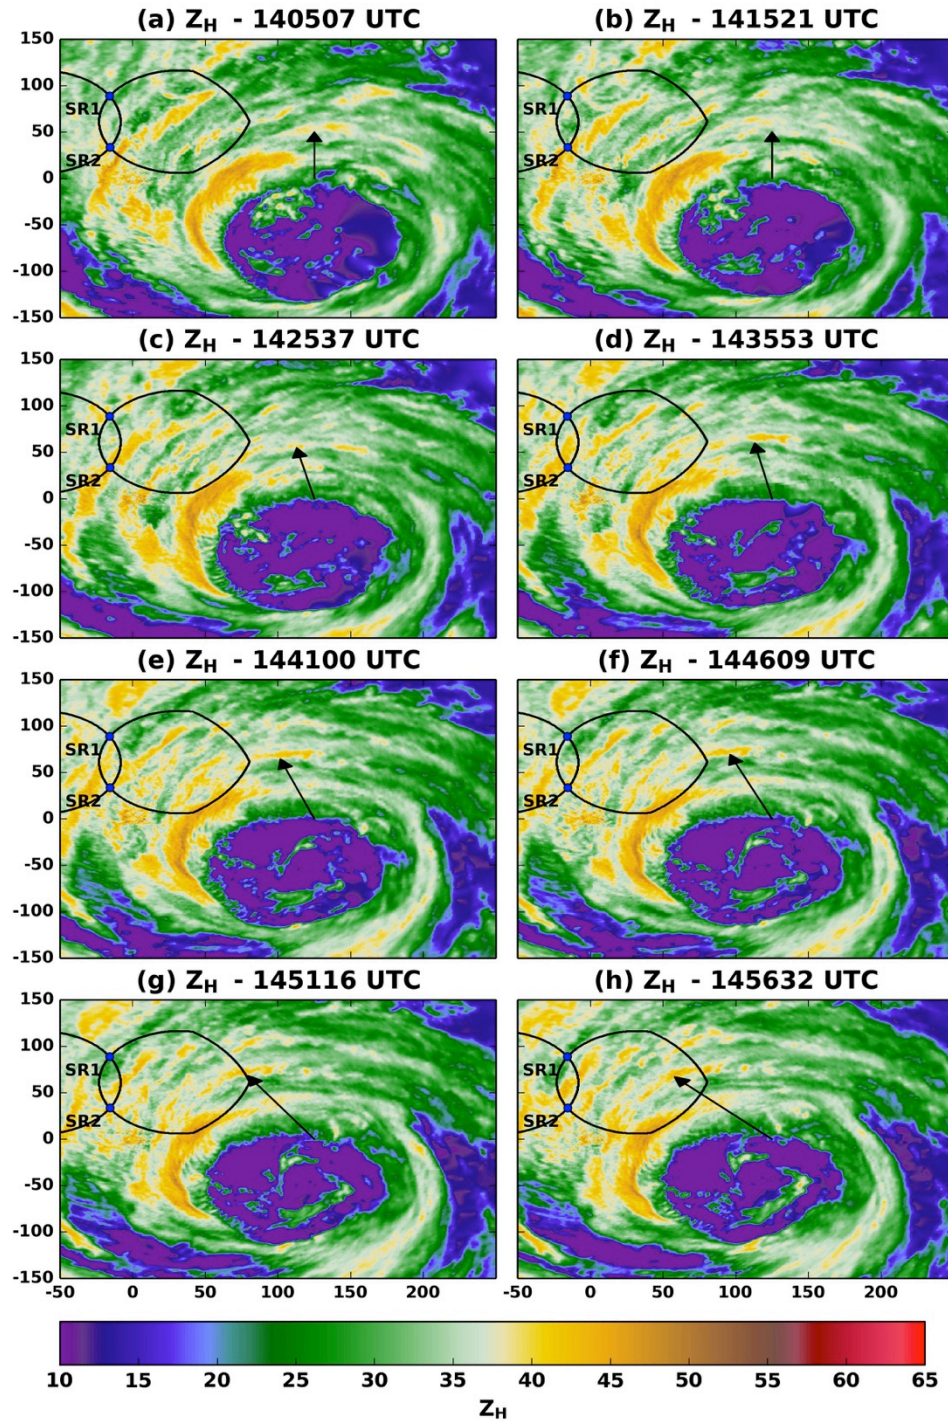 (a) Z_H - 140507 UTC (b) Z_H - 141521 UTC
150
100
SR1 SR1
50
SR2 SR2
0
-50
-100
-150
(c) Z_H - 142537 UTC (d) Z_H - 143553 UTC
150
100
SR1 SR1
50
SR2 SR2
0
-50
-100
-150
(e) Z_H - 144100 UTC (f) Z_H - 144609 UTC
150
100
SR1 SR1
50
SR2 SR2
0
-50
-100
-150
(g) Z_H - 145116 UTC (h) Z_H - 145632 UTC
150
100
SR1 SR1
50
SR2 SR2
0
-50
-100
-150
-50 0 50 100 150 200 -50 0 50 100 150 200
10 15 20 25 30 35 40 45 50 55 60 65
Z_H